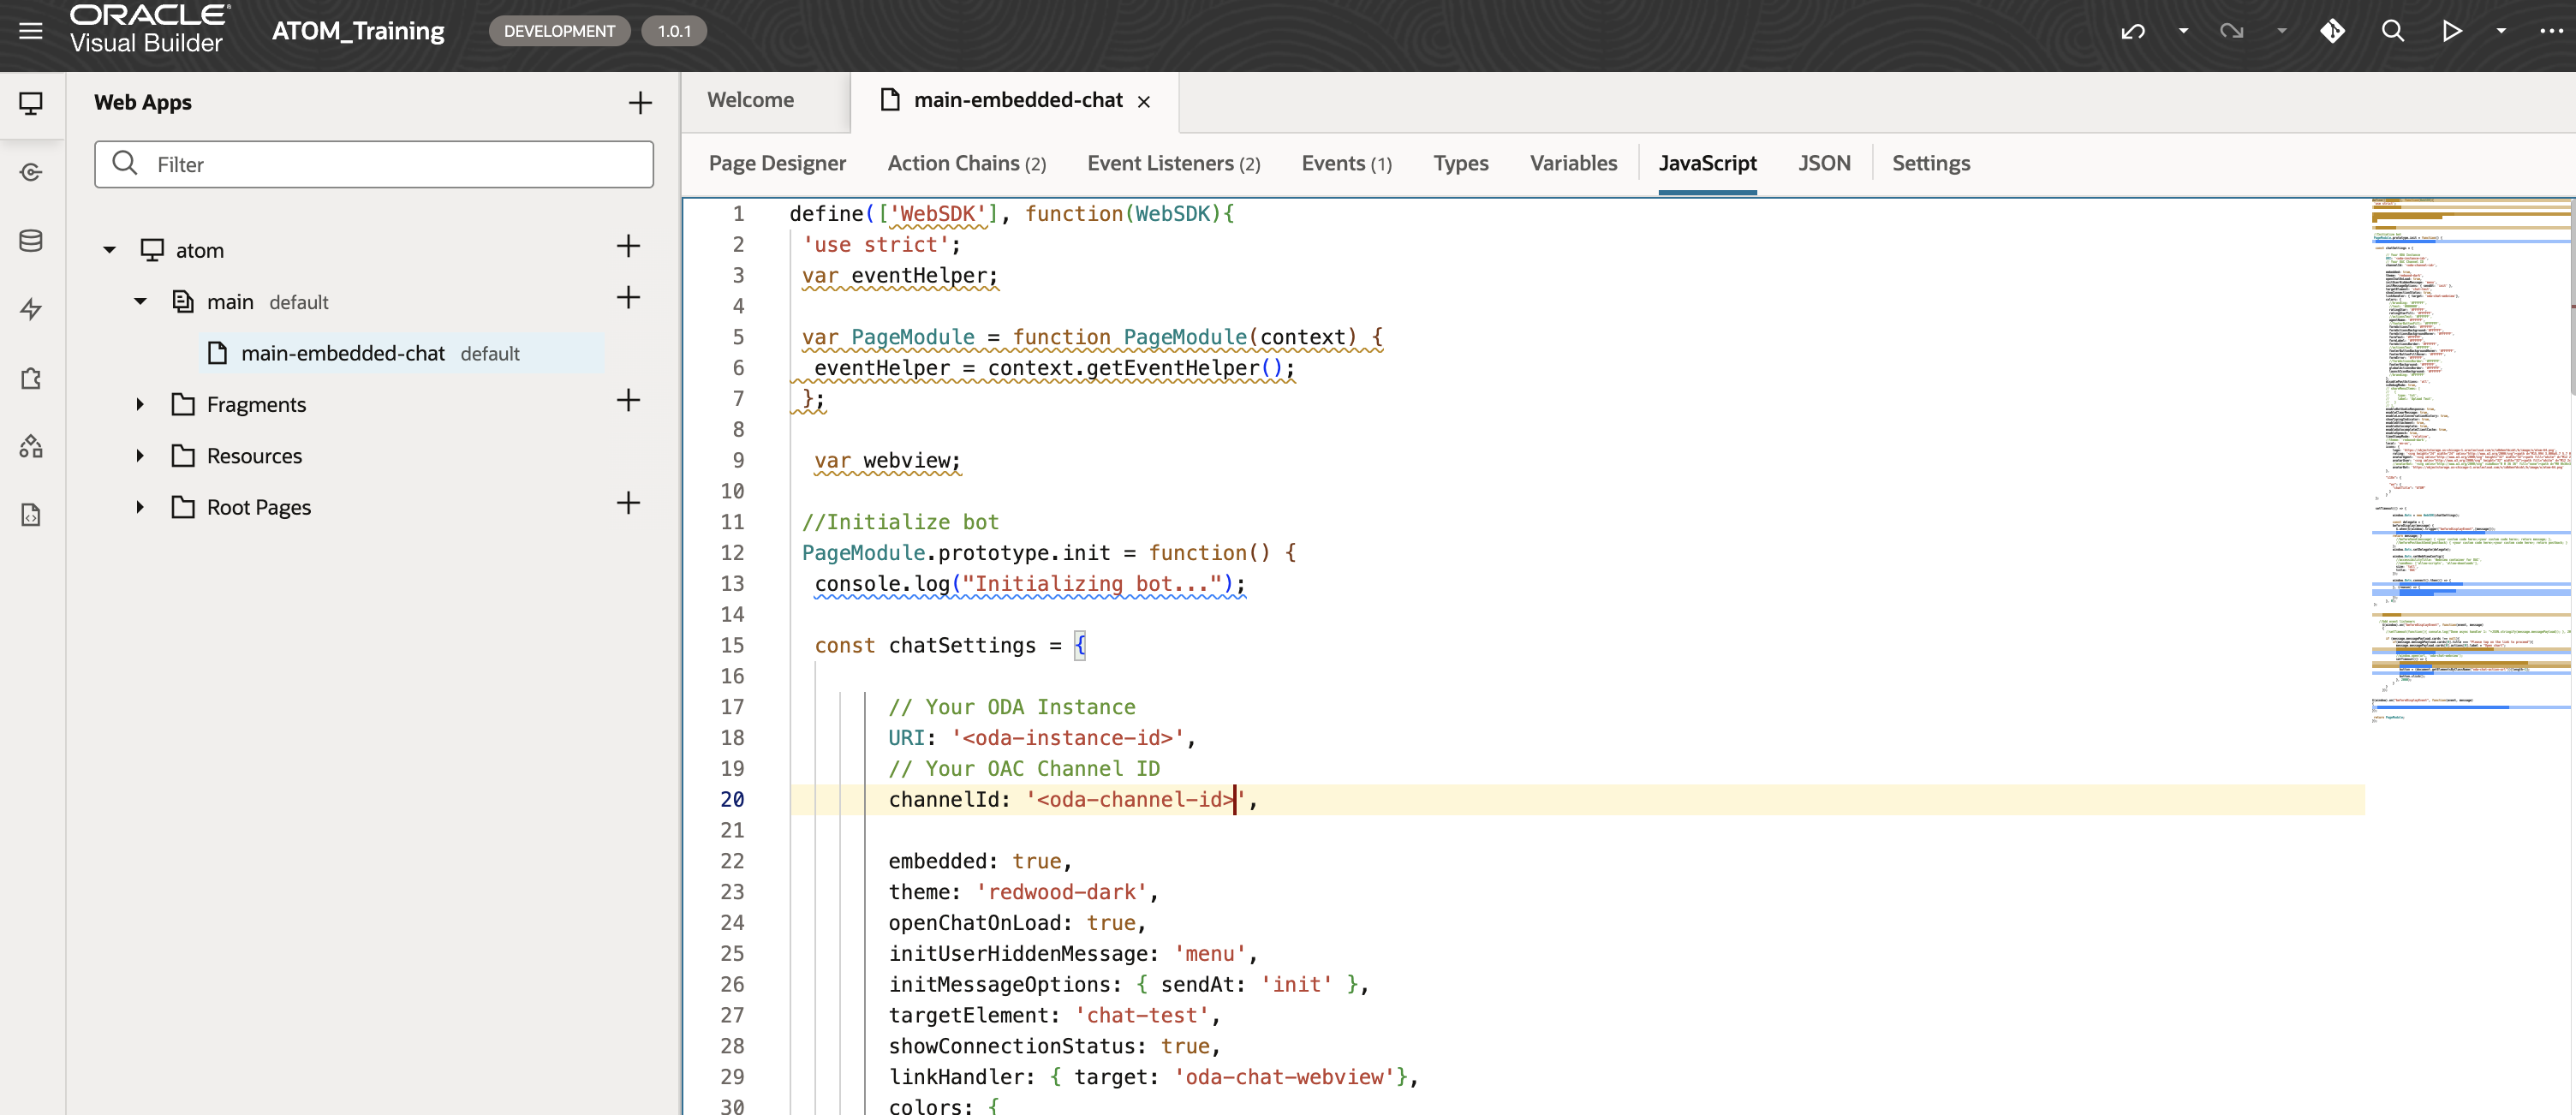 ORACLE
Visual Builder
ATOM_Training
DEVELOPMENT
1.0.1
Web Apps
Filter
atom
main default
main-embedded-chat default
Fragments
Resources
Root Pages
Welcome
main-embedded-chat
Page Designer
Action Chains (2)
Event Listeners (2)
Events (1)
Types
Variables
JavaScript
JSON
Settings
1 define(['WebSDK'], function(WebSDK){
2 'use strict';
3 var eventHelper;
4
5 var PageModule = function PageModule(context) {
6 eventHelper = context.getEventHelper();
7 };
8
9 var webview;
10
11 //Initialize bot
12 PageModule.prototype.init = function() {
13 console.log("Initializing bot...");
14
15 const chatSettings = {
16
17 // Your ODA Instance
18 URI: '<oda-instance-id>',
19 // Your OAC Channel ID
20 channelId: '<oda-channel-id>',
21
22 embedded: true,
23 theme: 'redwood-dark',
24 openChatOnLoad: true,
25 initUserHiddenMessage: 'menu',
26 initMessageOptions: { sendAt: 'init' },
27 targetElement: 'chat-test',
28 showConnectionStatus: true,
29 linkHandler: { target: 'oda-chat-webview'},
30 colors: {